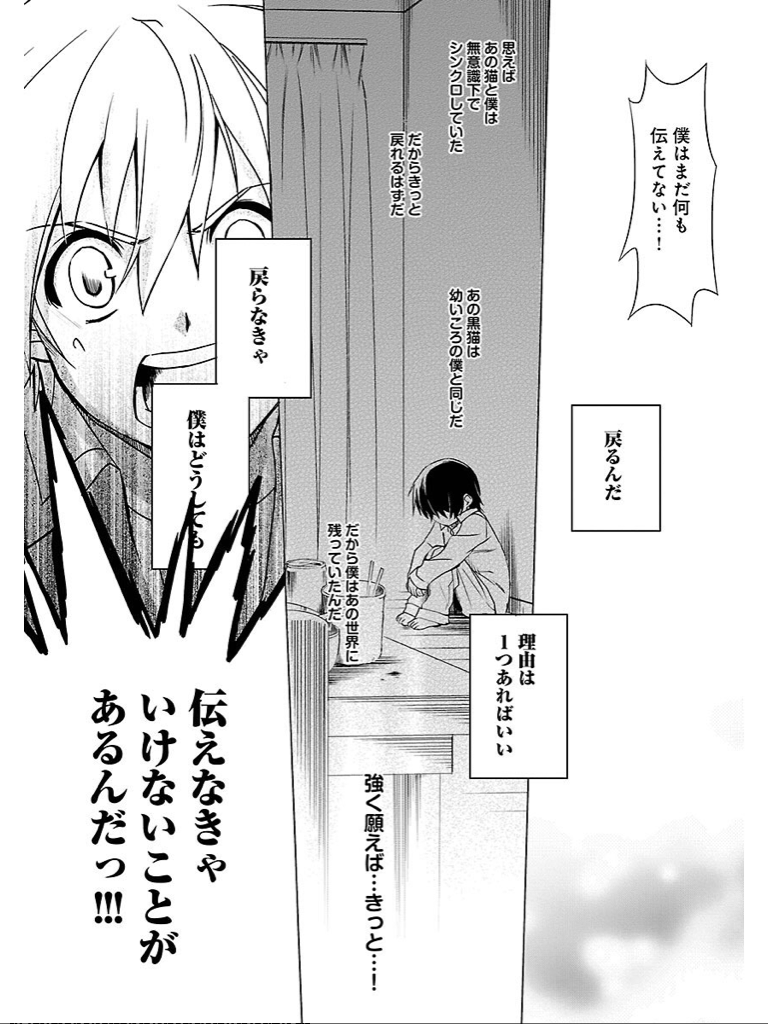 僕はまだ何も
伝えてない…！
戻るんだ
理由は
1つあればいい
思えば
あの猫と僕は
無意識下で
シンクロしていた
だからきっと
戻れるはずだ
あの黒猫は
幼いころの僕と同じだ
だから僕はあの世界に
残っていたんだ
強く願えば…きっと…！
戻らなきゃ
僕はどうしても
伝えなきゃ
いけないことが
あるんだっ!!!